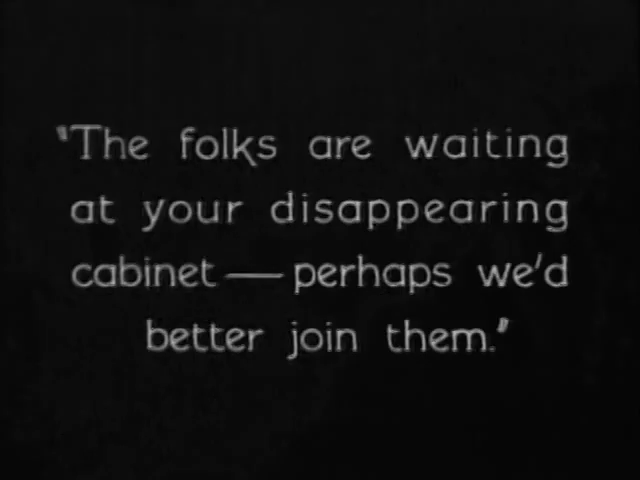 "The folks are waiting
at your disappearing
cabinet — perhaps we'd
better join them."